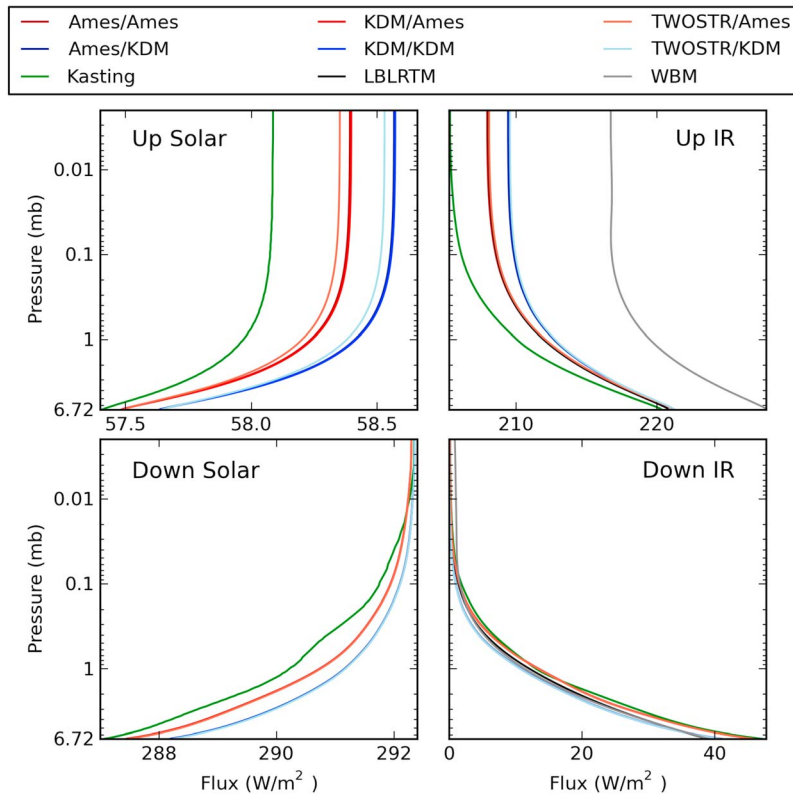 Ames/Ames KDM/Ames TWOSTR/Ames
Ames/KDM KDM/KDM TWOSTR/KDM
Kasting LBLRTM WBM
Up Solar
Up IR
Pressure (mb)
0.01
0.1
1
6.72
57.5 58.0 58.5
210 220
Down Solar
Down IR
Pressure (mb)
0.01
0.1
1
6.72
288 290 292
0 20 40
Flux (W/m² )
Flux (W/m² )